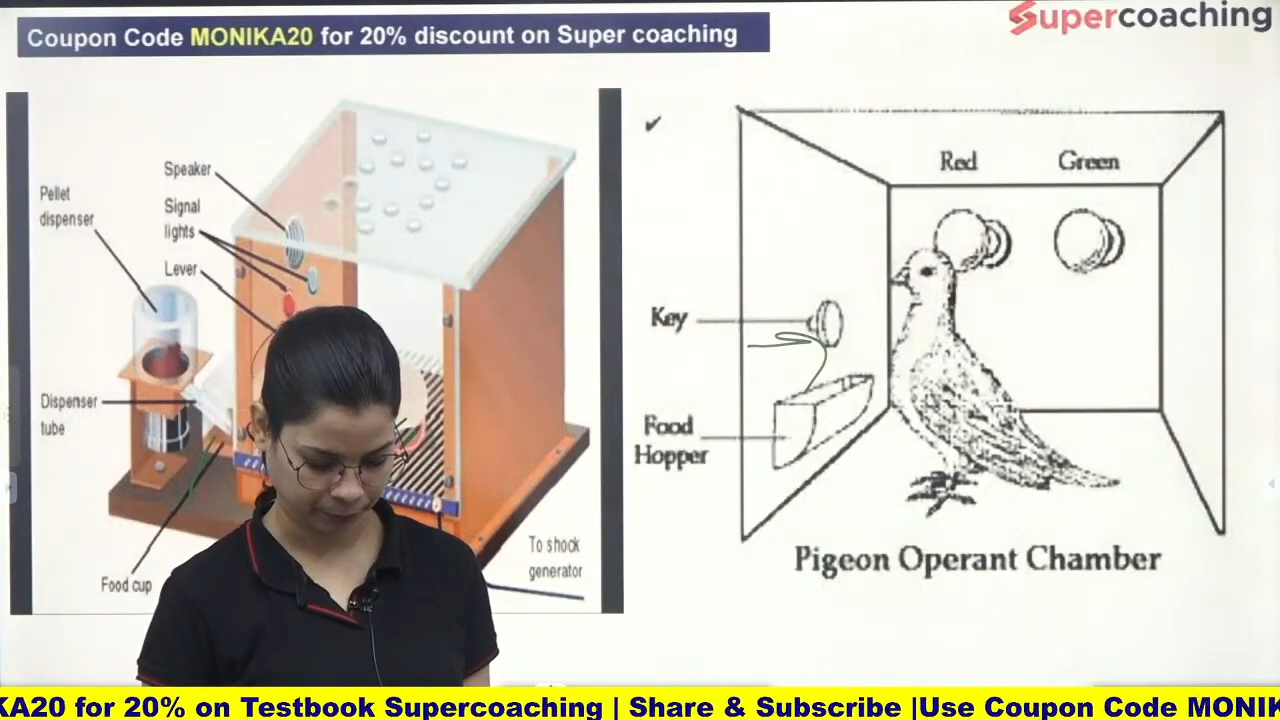 Coupon Code MONIKA20 for 20% discount on Super coaching
Supercoaching
Speaker
Pellet
dispenser
Signal
lights
Lever
Dispenser
tube
Food cup
To shock
generator
Red
Green
Key
Food
Hopper
Pigeon Operant Chamber
KA20 for 20% on Testbook Supercoaching | Share & Subscribe |Use Coupon Code MONIK